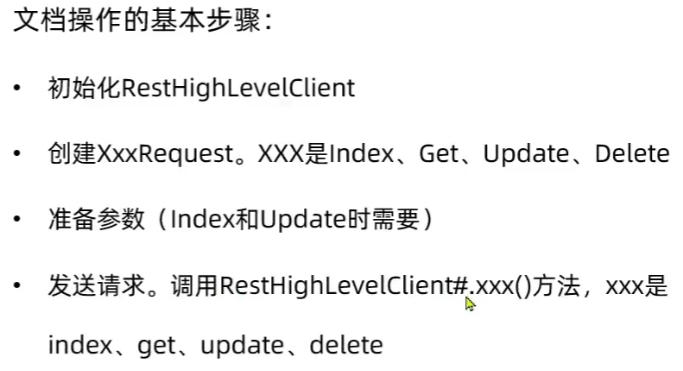 文档操作的基本步骤：
• 初始化RestHighLevelClient
• 创建XxxRequest。XXX是Index、Get、Update、Delete
• 准备参数（Index和Update时需要）
• 发送请求。调用RestHighLevelClient#.xxx()方法，xxx是
index、get、update、delete